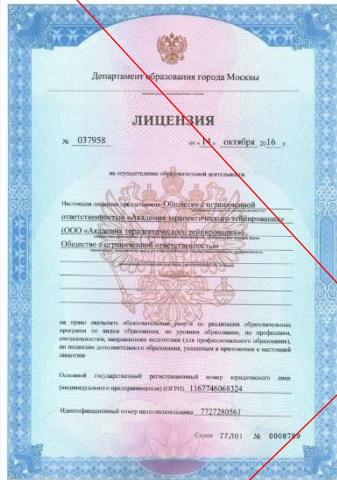 Департамент образования города Москвы
ЛИЦЕНЗИЯ
№ 037958 от « 14 » октября 2016 г.
на осуществление образовательной деятельности
Настоящая лицензия предоставлена Обществу с ограниченной
ответственностью «Академия терапевтического тейпирования»
(ООО «Академия терапевтического тейпирования»)
Общество с ограниченной ответственностью
на право оказывать образовательные услуги по реализации образовательных
программ по видам образования, по уровням образования, по профессиям,
специальностям, направлениям подготовки (для профессионального образования),
по подвидам дополнительного образования, указанным в приложении к настоящей
лицензии
Основной государственный регистрационный номер юридического лица
(индивидуального предпринимателя) (ОГРН) 1167746068324
Идентификационный номер налогоплательщика 7727280561
Серия 77Л01 №